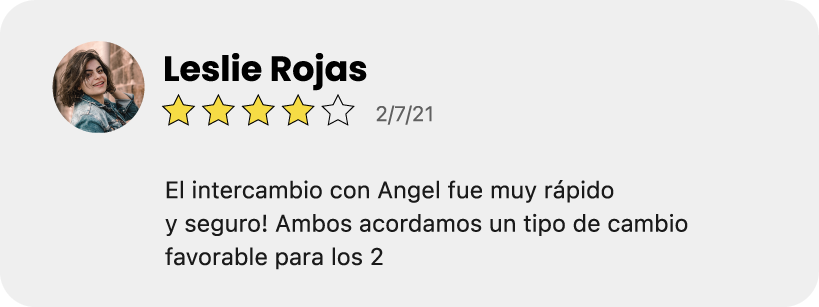 Leslie Rojas
2/7/21
El intercambio con Angel fue muy rápido
y seguro! Ambos acordamos un tipo de cambio
favorable para los 2